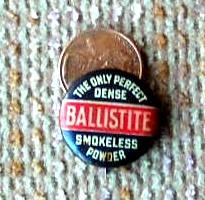 THE ONLY PERFECT
DENSE
BALLISTITE
SMOKELESS
POWDER